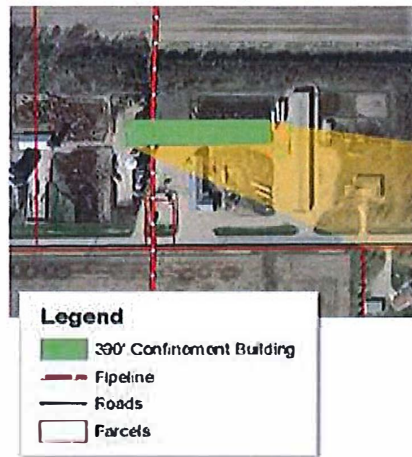 Legend
390' Confinement Building
Pipeline
Roads
Parcels